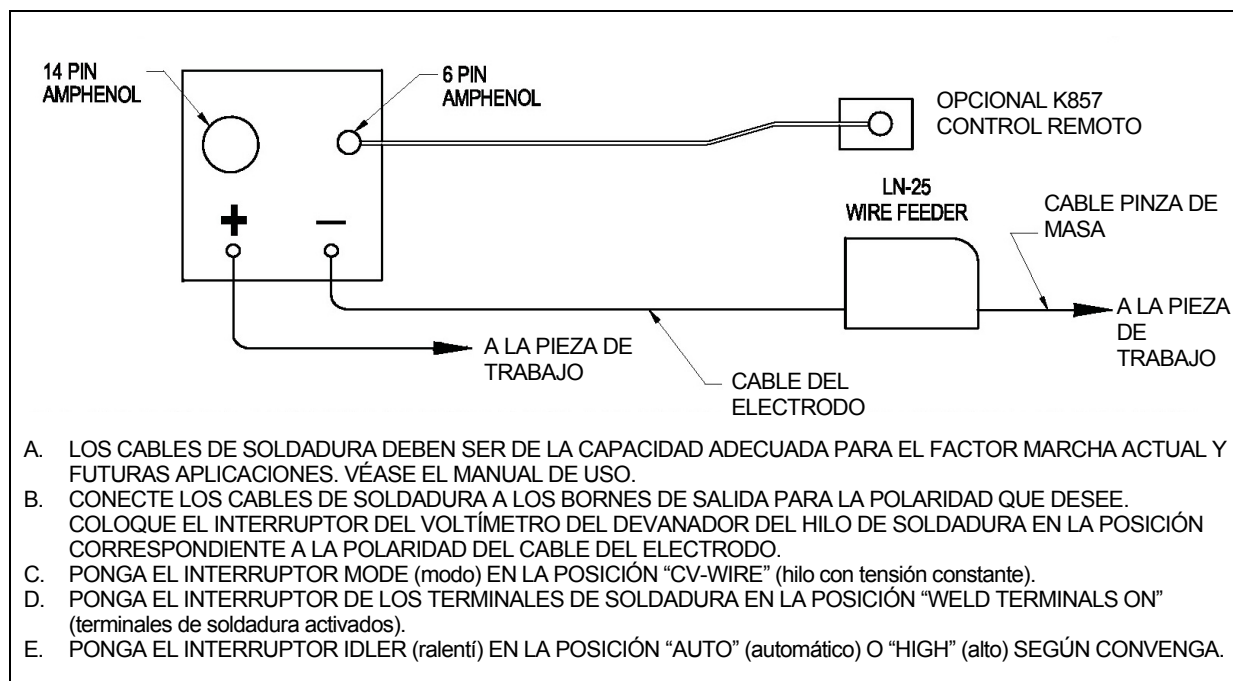 14 PIN
AMPHENOL
6 PIN
AMPHENOL
OPCIONAL K857
CONTROL REMOTO
LN-25
WIRE FEEDER
CABLE PINZA DE
MASA
+
−
A LA PIEZA
DE
TRABAJO
A LA PIEZA DE
TRABAJO
CABLE DEL
ELECTRODO
A. LOS CABLES DE SOLDADURA DEBEN SER DE LA CAPACIDAD ADECUADA PARA EL FACTOR MARCHA ACTUAL Y
FUTURAS APLICACIONES. VÉASE EL MANUAL DE USO.
B. CONECTE LOS CABLES DE SOLDADURA A LOS BORNES DE SALIDA PARA LA POLARIDAD QUE DESEE.
COLOQUE EL INTERRUPTOR DEL VOLTÍMETRO DEL DEVANADOR DEL HILO DE SOLDADURA EN LA POSICIÓN
CORRESPONDIENTE A LA POLARIDAD DEL CABLE DEL ELECTRODO.
C. PONGA EL INTERRUPTOR MODE (modo) EN LA POSICIÓN “CV-WIRE” (hilo con tensión constante).
D. PONGA EL INTERRUPTOR DE LOS TERMINALES DE SOLDADURA EN LA POSICIÓN “WELD TERMINALS ON”
(terminales de soldadura activados).
E. PONGA EL INTERRUPTOR IDLER (ralentí) EN LA POSICIÓN “AUTO” (automático) O “HIGH” (alto) SEGÚN CONVENGA.